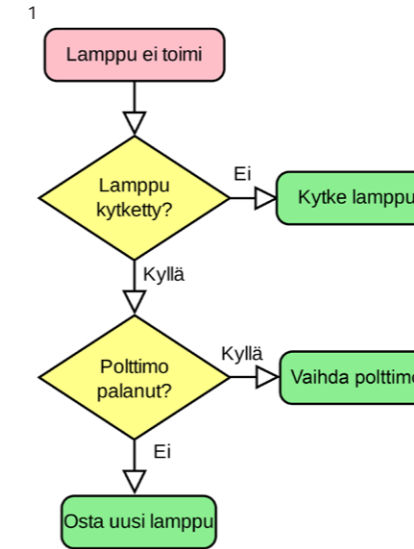 1
Lamppu ei toimi
Lamppu
kytketty?
Ei
Kytke lamppu
Kyllä
Polttimo
palanut?
Kyllä
Vaihda polttimo
Ei
Osta uusi lamppu